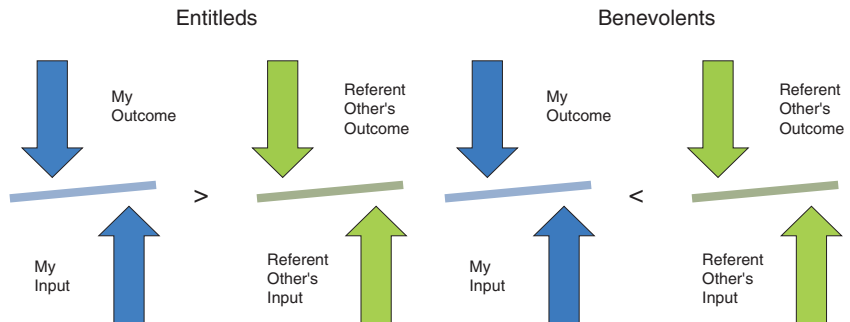 Entitleds
My
Outcome
Referent
Other's
Outcome
>
My
Input
Referent
Other's
Input
Benevolents
My
Outcome
Referent
Other's
Outcome
<
My
Input
Referent
Other's
Input